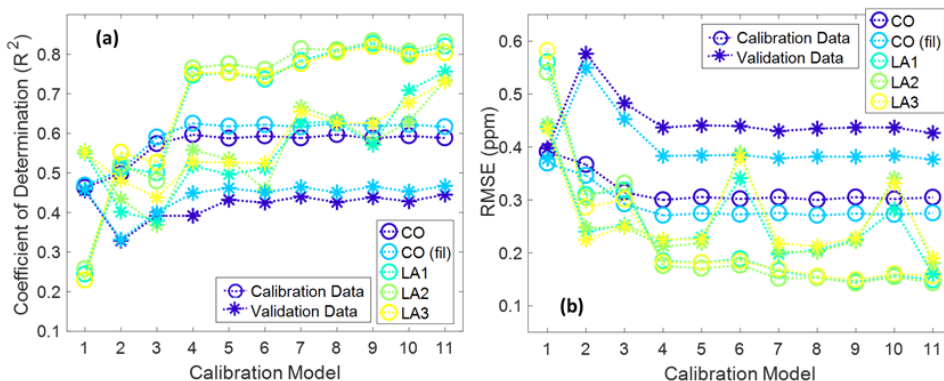 (a)
Coefficient of Determination (R²)
0.8
0.7
0.6
0.5
0.4
0.3
0.2
0.1
CO
CO (fil)
LA1
LA2
LA3
Calibration Data
Validation Data
1 2 3 4 5 6 7 8 9 10 11
Calibration Model
(b)
RMSE (ppm)
0.6
0.5
0.4
0.3
0.2
0.1
Calibration Data
Validation Data
CO
CO (fil)
LA1
LA2
LA3
1 2 3 4 5 6 7 8 9 10 11
Calibration Model